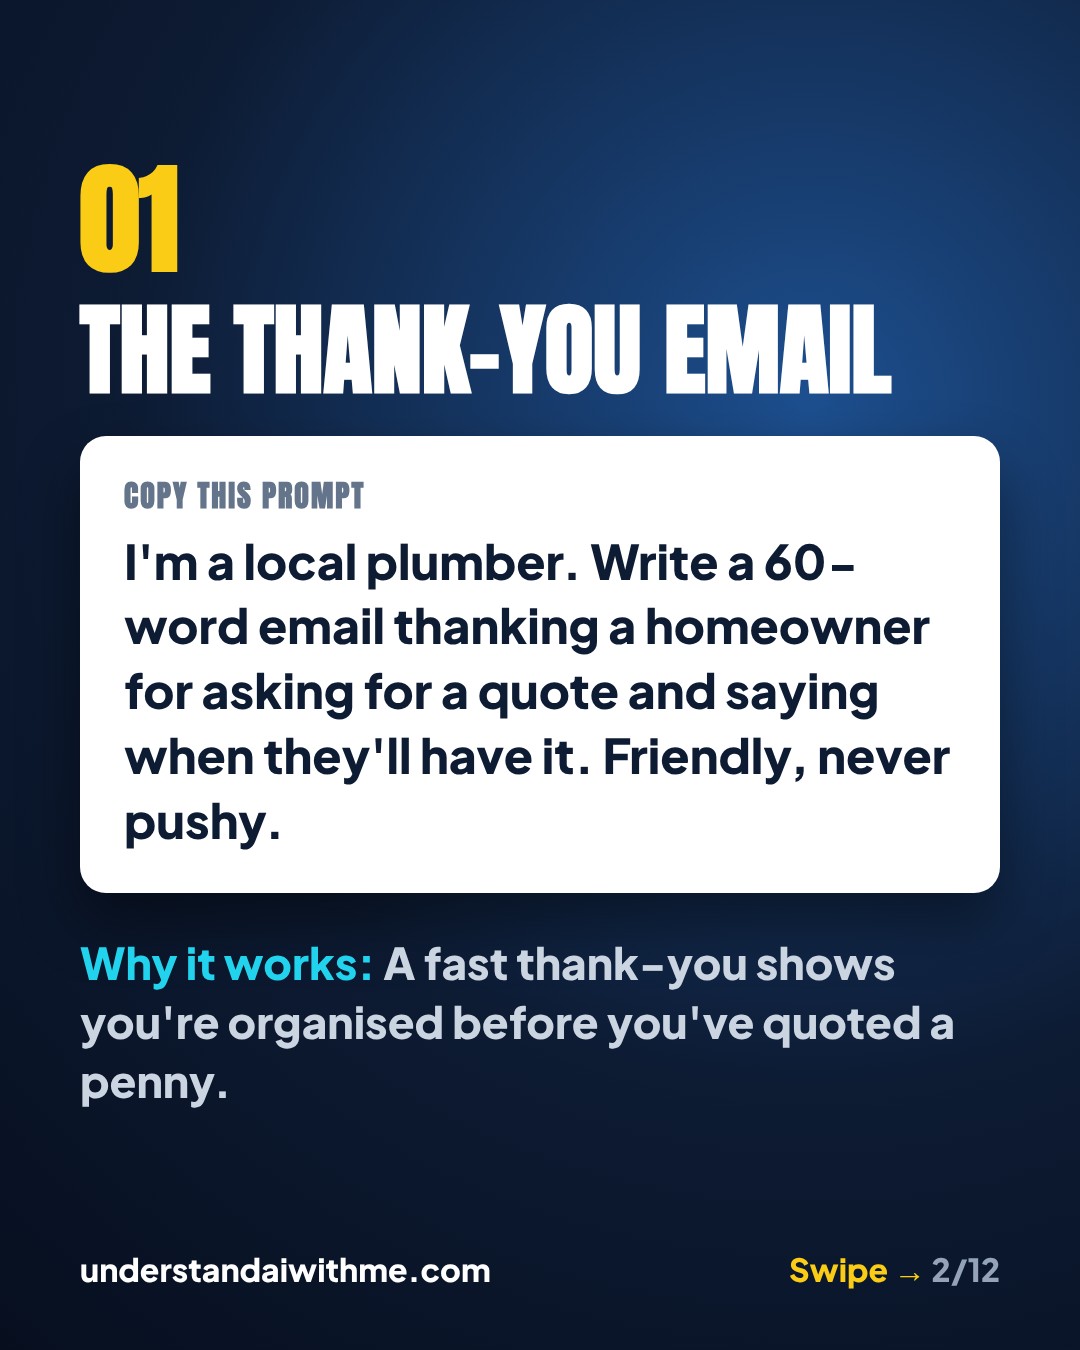 01
THE THANK-YOU EMAIL
COPY THIS PROMPT
I'm a local plumber. Write a 60-
word email thanking a homeowner
for asking for a quote and saying
when they'll have it. Friendly, never
pushy.
Why it works: A fast thank-you shows
you're organised before you've quoted a
penny.
understandaiwithme.com
Swipe → 2/12